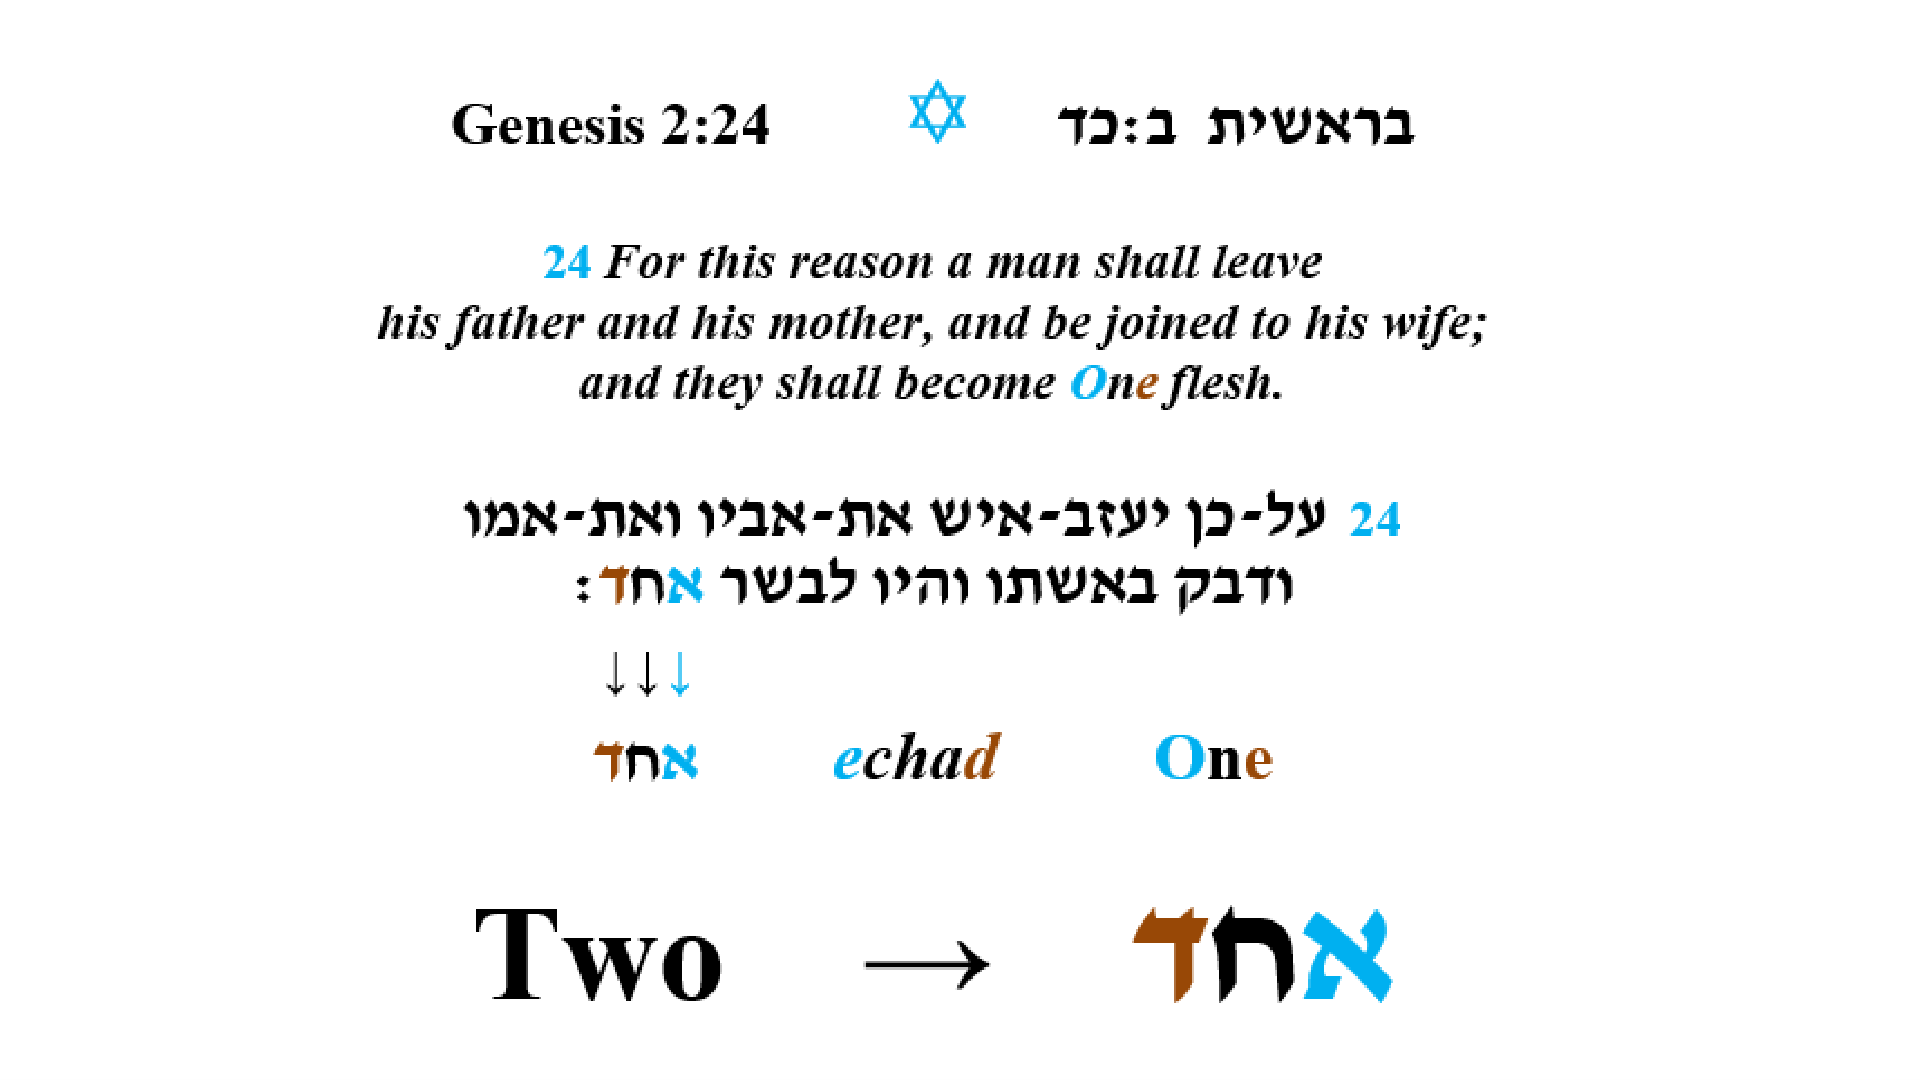 Genesis 2:24 ✡ בראשית ב:כד
24 For this reason a man shall leave
his father and his mother, and be joined to his wife;
and they shall become One flesh.
24 על-כן יעזב-איש את-אביו ואת-אמו
ודבק באשתו והיו לבשר אחד:
↓↓↓
אחד echad One
Two → אחד